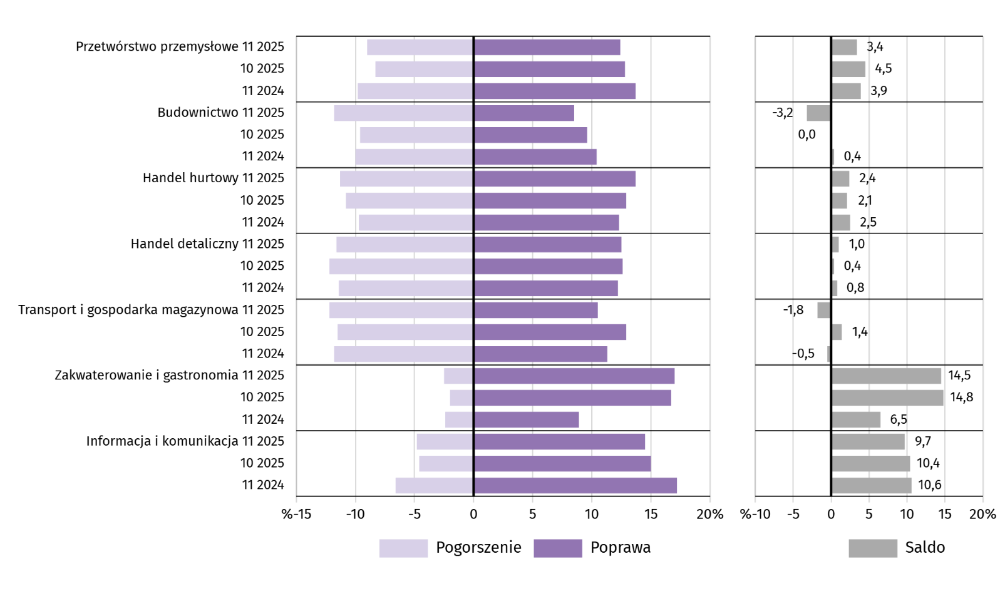 Przetwórstwo przemysłowe 11 2025 3,4
10 2025 4,5
11 2024 3,9
Budownictwo 11 2025 -3,2
10 2025 0,0
11 2024 0,4
Handel hurtowy 11 2025 2,4
10 2025 2,1
11 2024 2,5
Handel detaliczny 11 2025 1,0
10 2025 0,4
11 2024 0,8
Transport i gospodarka magazynowa 11 2025 -1,8
10 2025 1,4
11 2024 -0,5
Zakwaterowanie i gastronomia 11 2025 14,5
10 2025 14,8
11 2024 6,5
Informacja i komunikacja 11 2025 9,7
10 2025 10,4
11 2024 10,6
%-15 -10 -5 0 5 10 15 20% %-10 -5 0 5 10 15 20%
Pogorszenie Poprawa Saldo